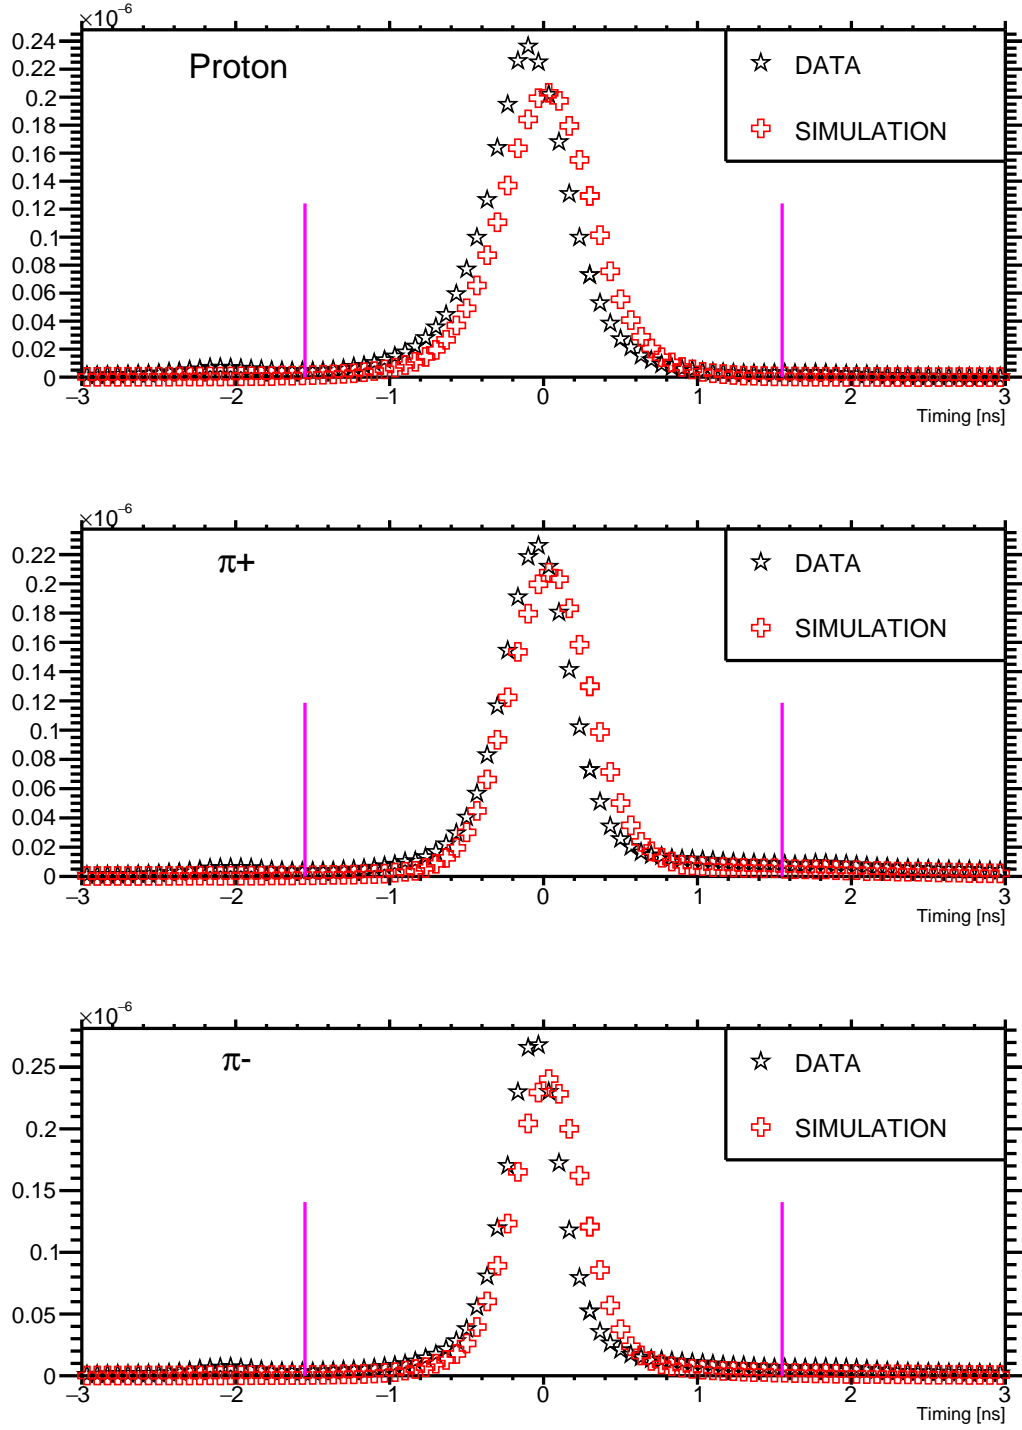 ×10⁻⁶
0.24
Proton
DATA
0.22
0.2
0.18
SIMULATION
0.16
0.14
0.12
0.1
0.08
0.06
0.04
0.02
0
−3 −2 −1 0 1 2 3
Timing [ns]
×10⁻⁶
0.22
π+
DATA
0.2
0.18
SIMULATION
0.16
0.14
0.12
0.1
0.08
0.06
0.04
0.02
0
−3 −2 −1 0 1 2 3
Timing [ns]
×10⁻⁶
π-
DATA
0.25
0.2
SIMULATION
0.15
0.1
0.05
0
−3 −2 −1 0 1 2 3
Timing [ns]